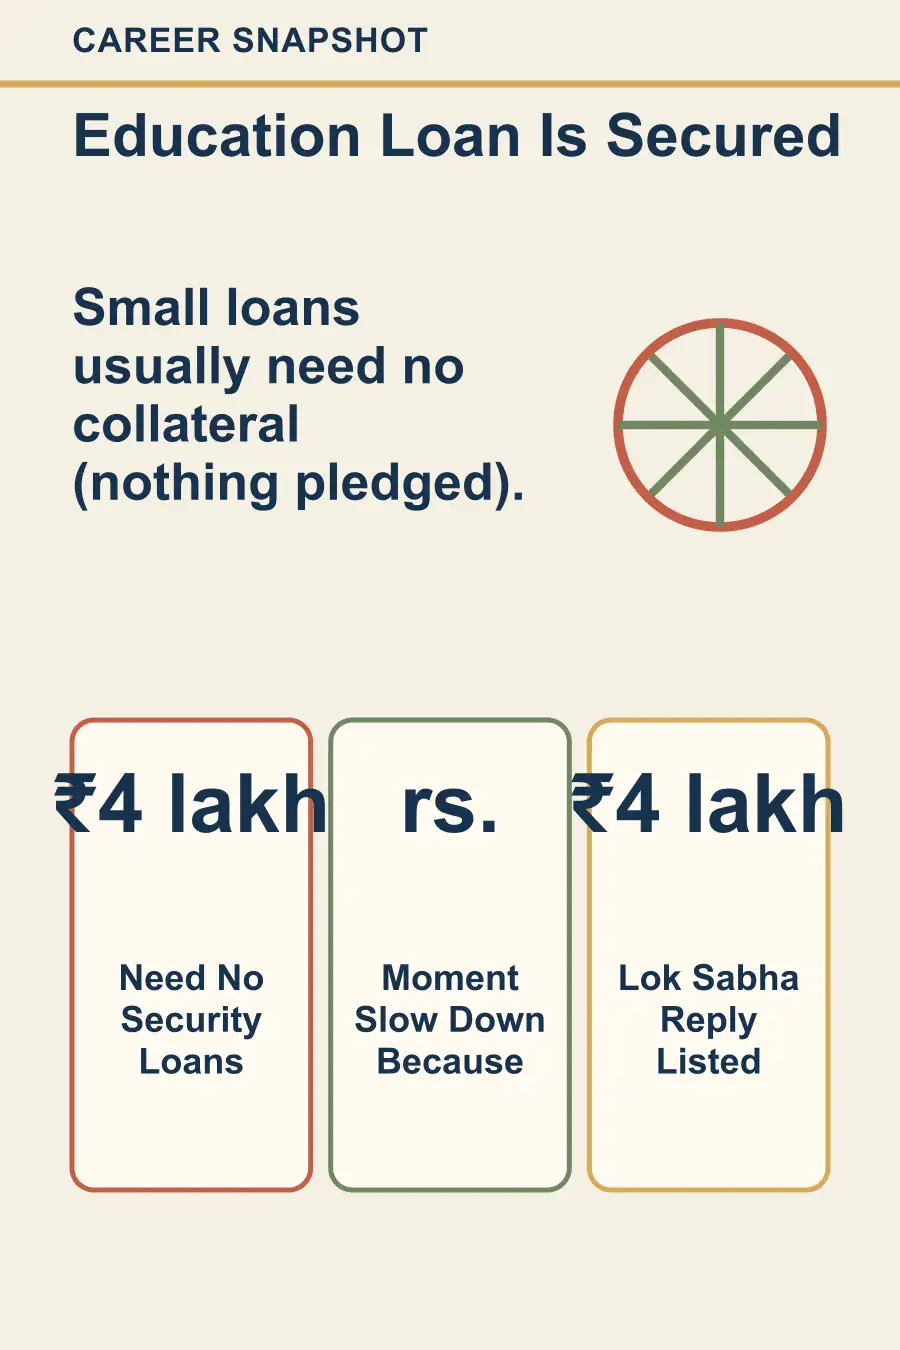 CAREER SNAPSHOT
Education Loan Is Secured
Small loans
usually need no
collateral
(nothing pledged).
₹4 lakh
Need No
Security
Loans
rs.
Moment
Slow Down
Because
₹4 lakh
Lok Sabha
Reply
Listed